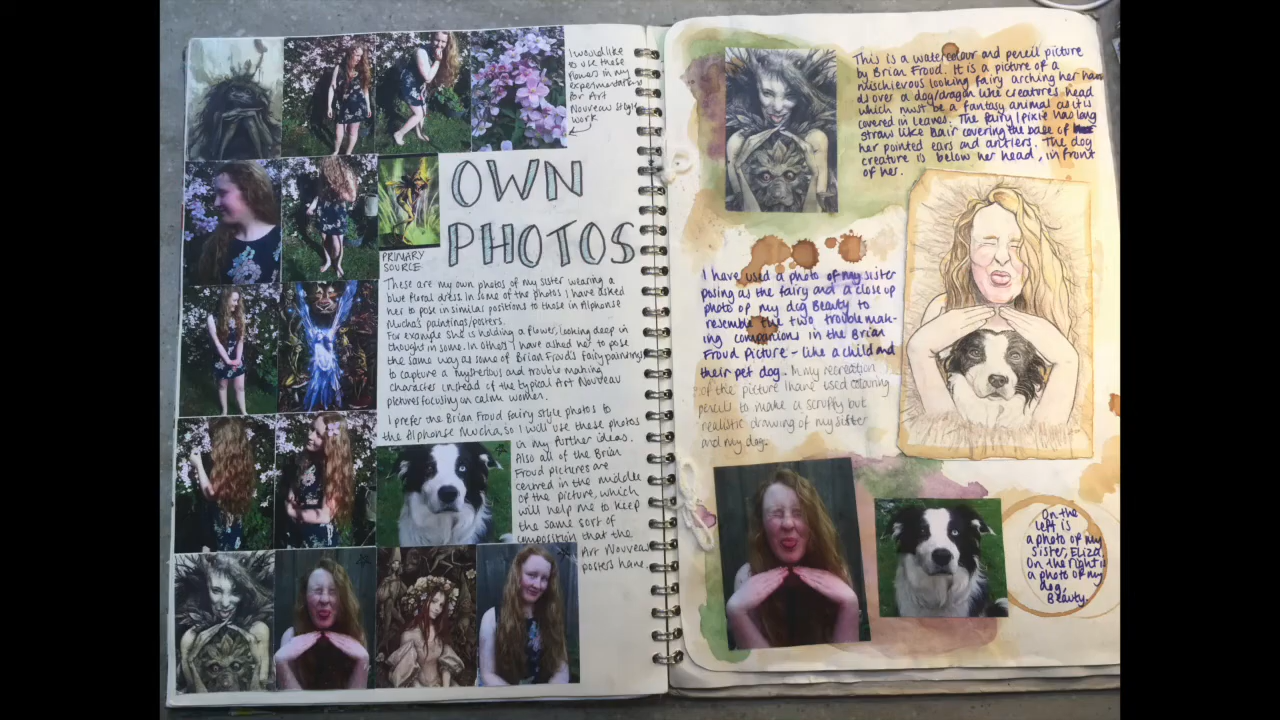 I would like
to use these
flowers in my
experimentation
for Art
Nouveau style
work
OWN
PHOTOS
PRIMARY
SOURCE
These are my own photos of my sister wearing a
blue floral dress. In some of the photos I have asked
her to pose in similar positions to those in Alphonse
Mucha's paintings/posters.
For example she is holding a flower, looking deep in
thought in some. In others I have asked her to pose
the same way as some of Brian Froud's fairy paintings
to capture a mysterious and trouble making
character instead of the typical Art Nouveau
pictures focusing on calm women.
I prefer the Brian Froud fairy style photos to
the Alphonse Mucha, so I will use these photos
in my further ideas.
Also all of the Brian
Froud pictures are
centred in the middle
of the picture, which
will help me to keep
the same sort of
composition that the
Art Nouveau
posters have.
This is a watercolour and pencil picture
by Brian Froud. It is a picture of a
mischievous looking fairy arching her han
ds over a dog/dragon like creatures head
which must be a fantasy animal as it is
covered in leaves. The fairy/pixie has long
straw like hair covering the base of
her pointed ears and antlers. The dog
creature is below her head, in front
of her.
I have used a photo of my sister
posing as the fairy and a close up
photo of my dog Beauty to
resemble the two trouble mak-
ing companions in the Brian
Froud Picture - like a child and
their pet dog. In my recreation
of the picture I have used colouring
pencils to make a scruffy but
realistic drawing of my sister
and my dog.
On the
left is
a photo of my
sister, Eliza.
On the right is
a photo of my
dog,
Beauty.